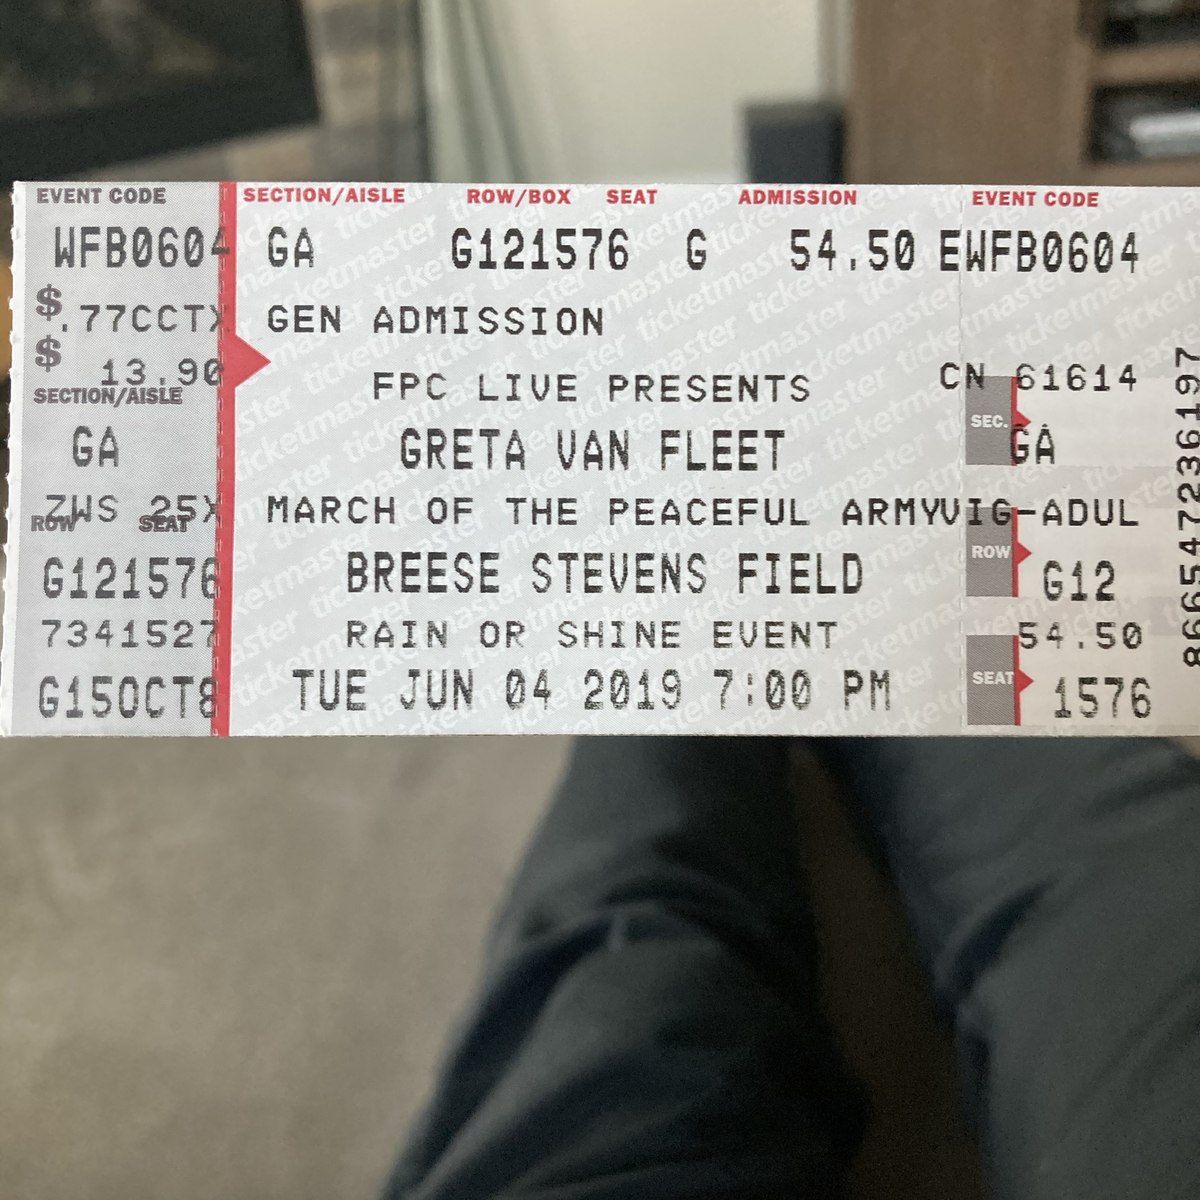 EVENT CODE SECTION/AISLE ROW/BOX SEAT ADMISSION EVENT CODE
WFB0604 GA G121576 G 54.50 EWFB0604
$ .77CCTX GEN ADMISSION
$ 13.90 FPC LIVE PRESENTS CN 61614
SECTION/AISLE SEC.
GA GRETA VAN FLEET GA
ZWS 25X MARCH OF THE PEACEFUL ARMYVIG-ADUL
ROW SEAT ROW
G121576 BREESE STEVENS FIELD G12
7341527 RAIN OR SHINE EVENT 54.50
SEAT
G15OCT8 TUE JUN 04 2019 7:00 PM 1576
866547236197
ticketmaster